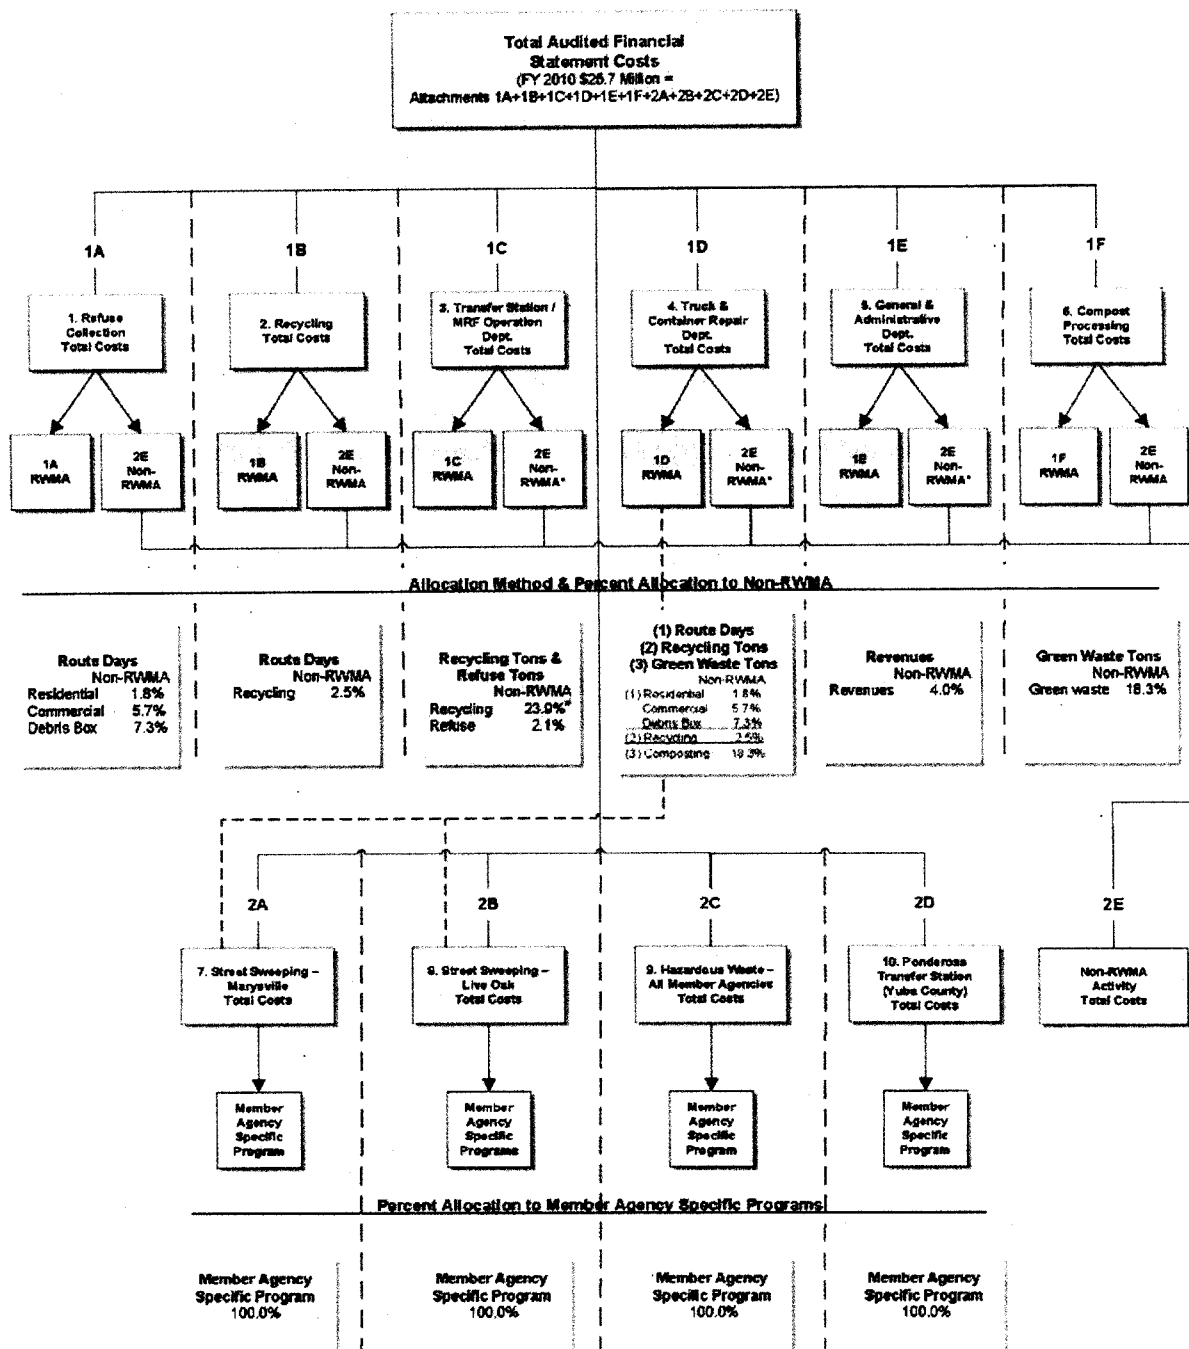 Total Audited Financial
Statement Costs
(FY 2010 $25.7 Million =
Attachments 1A+1B+1C+1D+1E+1F+2A+2B+2C+2D+2E)
1A
1B
1C
1D
1E
1F
1. Refuse
Collection
Total Costs
2. Recycling
Total Costs
3. Transfer Station /
MRF Operation
Dept.
Total Costs
4. Truck &
Container Repair
Dept.
Total Costs
5. General &
Administrative
Dept.
Total Costs
6. Compost
Processing
Total Costs
1A
RWMA
2E
Non-
RWMA
1B
RWMA
2E
Non-
RWMA
1C
RWMA
2E
Non-
RWMA*
1D
RWMA
2E
Non-
RWMA*
1E
RWMA
2E
Non-
RWMA*
1F
RWMA
2E
Non-
RWMA
Allocation Method & Percent Allocation to Non-RWMA
Route Days
Non-RWMA
Residential 1.8%
Commercial 5.7%
Debris Box 7.3%
Route Days
Non-RWMA
Recycling 2.5%
Recycling Tons &
Refuse Tons
Non-RWMA
Recycling 23.9%*
Refuse 2.1%
(1) Route Days
(2) Recycling Tons
(3) Green Waste Tons
Non-RWMA
(1) Residential 1.8%
Commercial 5.7%
Debris Box 7.3%
(2) Recycling 2.5%
(3) Composting 18.3%
Revenues
Non-RWMA
Revenues 4.0%
Green Waste Tons
Non-RWMA
Green waste 18.3%
2A
2B
2C
2D
2E
7. Street Sweeping –
Marysville
Total Costs
8. Street Sweeping –
Live Oak
Total Costs
9. Hazardous Waste –
All Member Agencies
Total Costs
10. Ponderosa
Transfer Station
(Yuba County)
Total Costs
Non-RWMA
Activity
Total Costs
Member
Agency
Specific
Program
Member
Agency
Specific
Programs
Member
Agency
Specific
Program
Member
Agency
Specific
Program
Percent Allocation to Member Agency Specific Programs
Member Agency
Specific Program
100.0%
Member Agency
Specific Program
100.0%
Member Agency
Specific Program
100.0%
Member Agency
Specific Program
100.0%